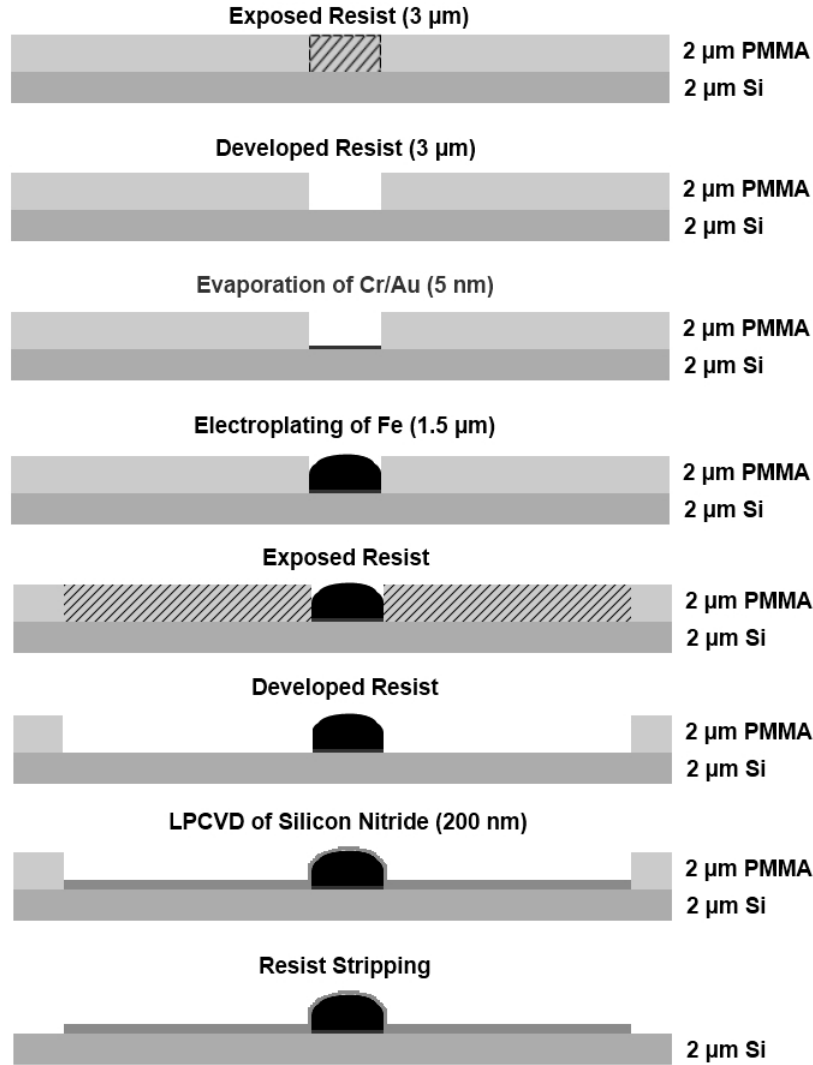 Exposed Resist (3 µm)
2 µm PMMA
2 µm Si
Developed Resist (3 µm)
2 µm PMMA
2 µm Si
Evaporation of Cr/Au (5 nm)
2 µm PMMA
2 µm Si
Electroplating of Fe (1.5 µm)
2 µm PMMA
2 µm Si
Exposed Resist
2 µm PMMA
2 µm Si
Developed Resist
2 µm PMMA
2 µm Si
LPCVD of Silicon Nitride (200 nm)
2 µm PMMA
2 µm Si
Resist Stripping
2 µm Si